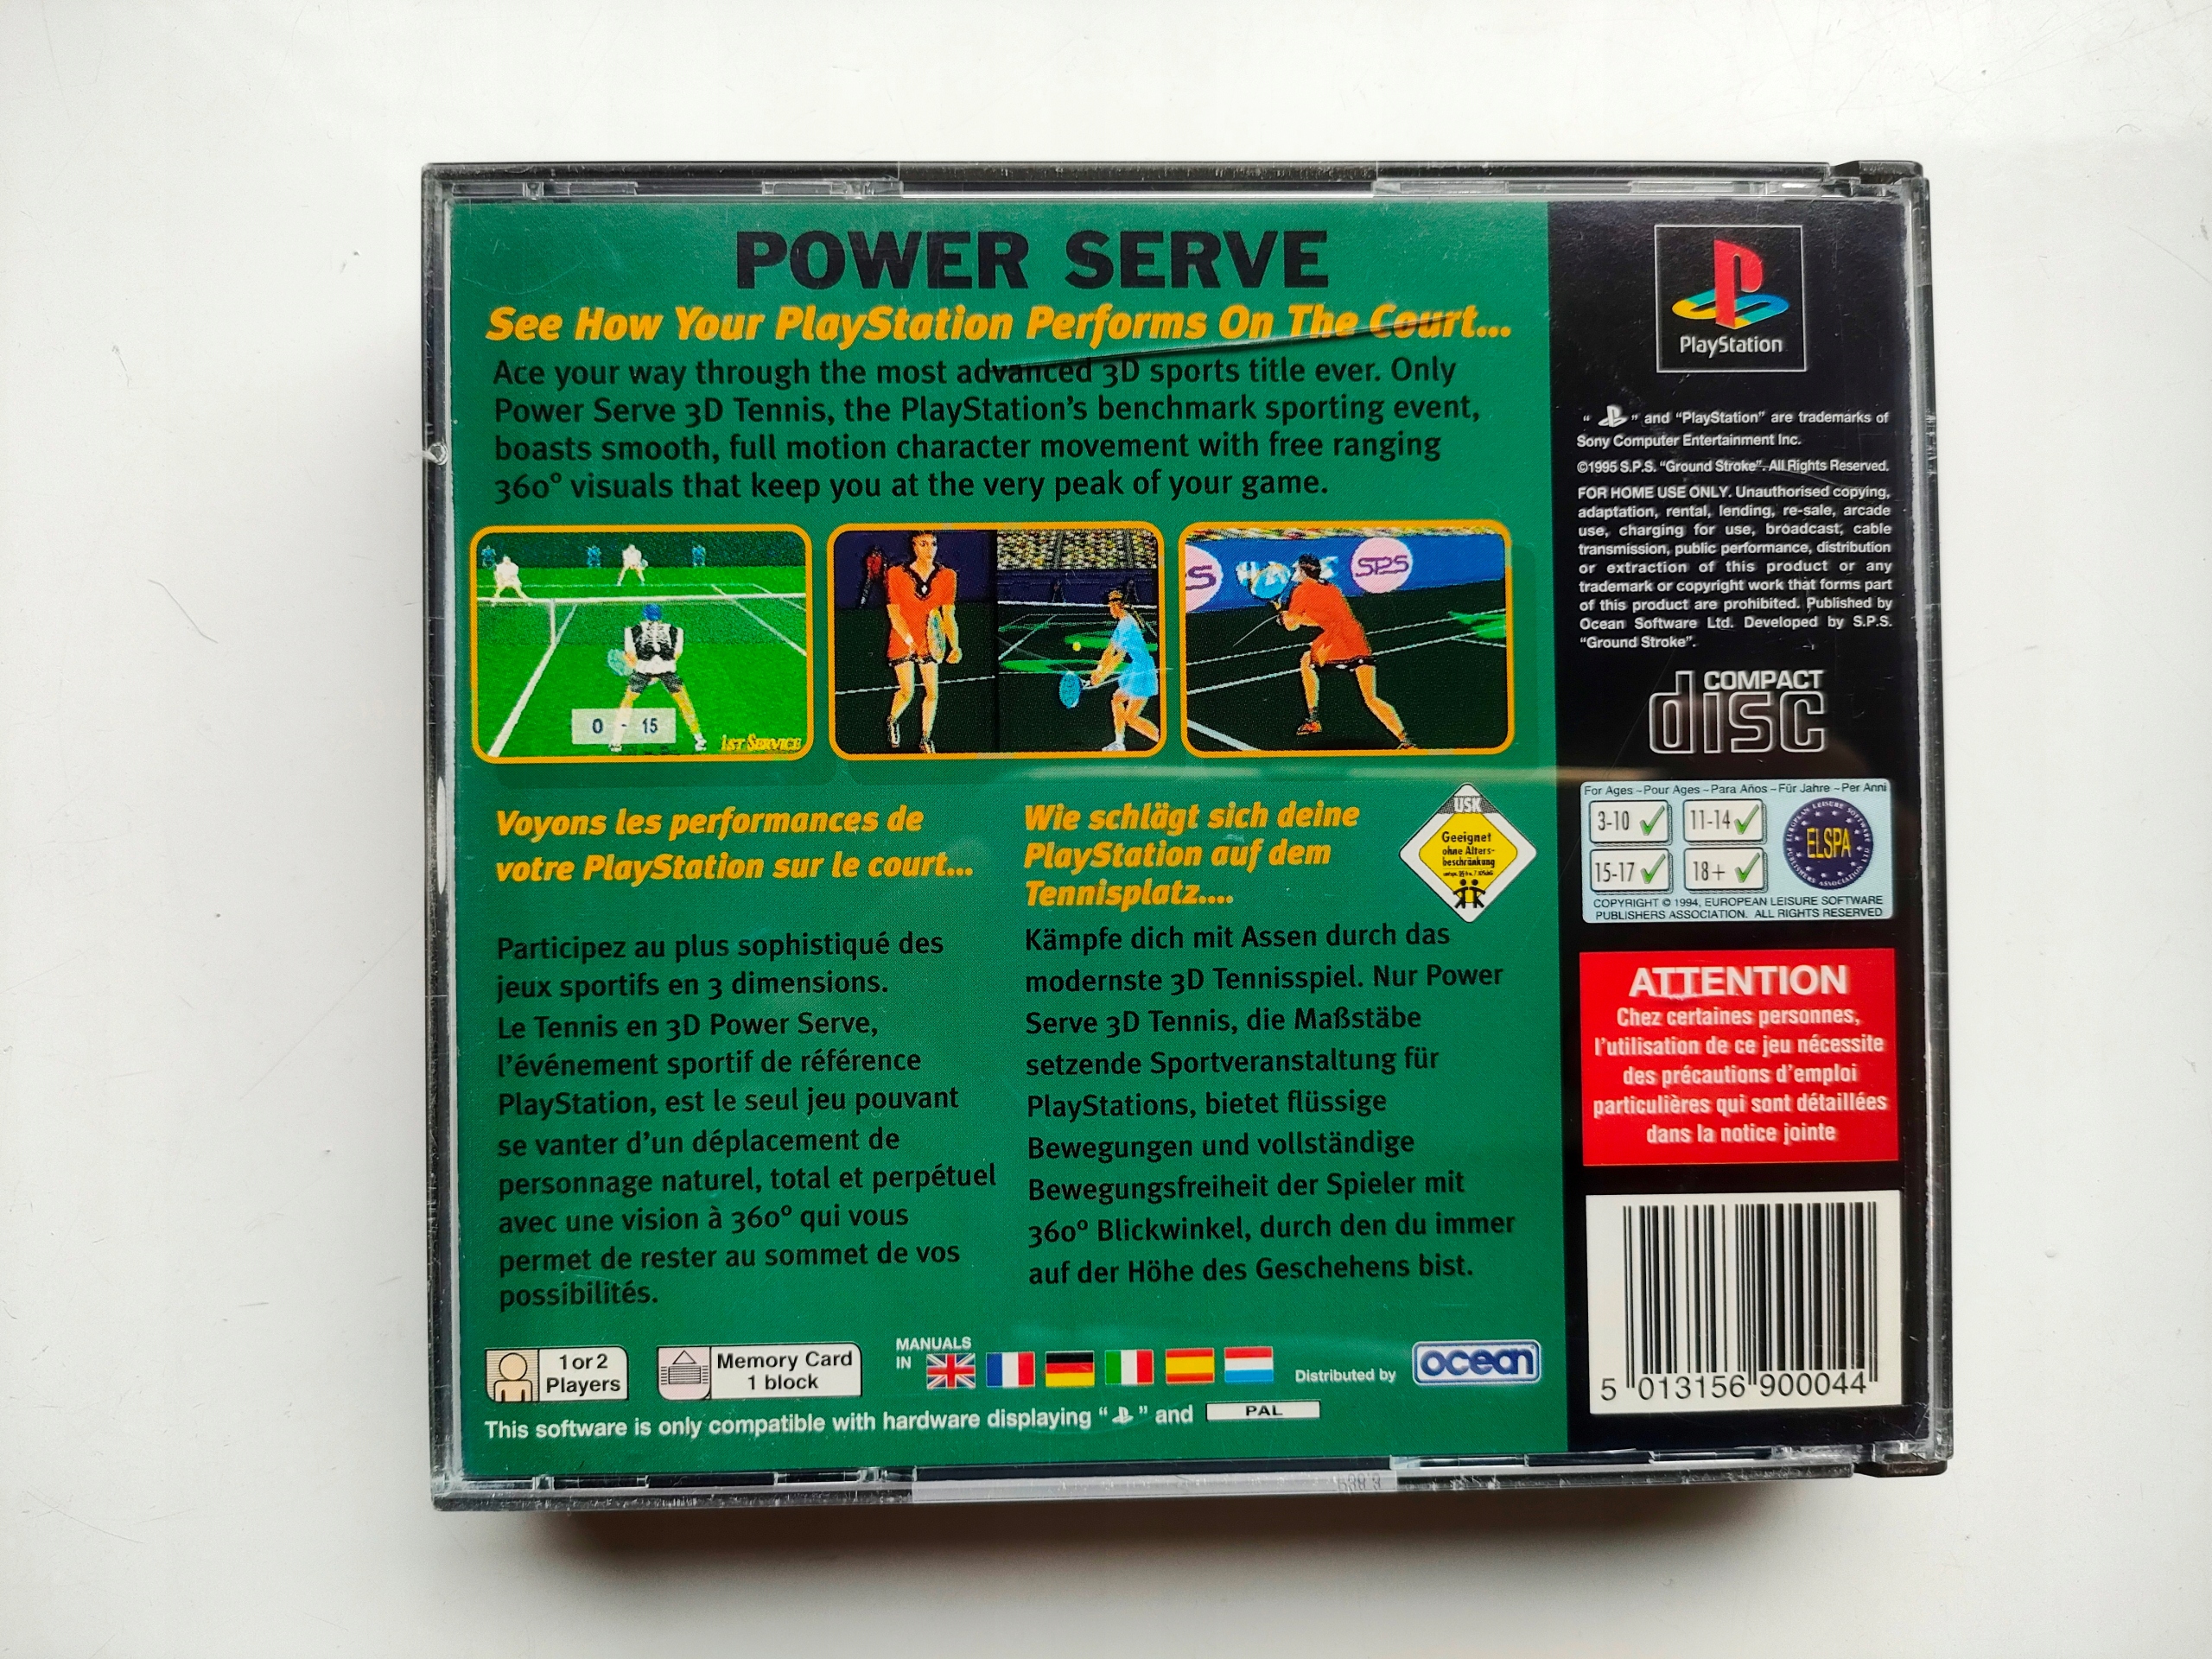 POWER SERVE
See How Your PlayStation Performs On The Court...
Ace your way through the most advanced 3D sports title ever. Only
Power Serve 3D Tennis, the PlayStation's benchmark sporting event,
boasts smooth, full motion character movement with free ranging
360° visuals that keep you at the very peak of your game.
0 - 15
1ST SERVICE
S
SPS
Voyons les performances de
votre PlayStation sur le court...
Participez au plus sophistiqué des
jeux sportifs en 3 dimensions.
Le Tennis en 3D Power Serve,
l'événement sportif de référence
PlayStation, est le seul jeu pouvant
se vanter d'un déplacement de
personnage naturel, total et perpétuel
avec une vision à 360° qui vous
permet de rester au sommet de vos
possibilités.
Wie schlägt sich deine
PlayStation auf dem
Tennisplatz....
USK
Geeignet
ohne Alters-
beschränkung
Kämpfe dich mit Assen durch das
modernste 3D Tennisspiel. Nur Power
Serve 3D Tennis, die Maßstäbe
setzende Sportveranstaltung für
PlayStations, bietet flüssige
Bewegungen und vollständige
Bewegungsfreiheit der Spieler mit
360° Blickwinkel, durch den du immer
auf der Höhe des Geschehens bist.
1 or 2
Players
Memory Card
1 block
MANUALS
IN
Distributed by
ocean
This software is only compatible with hardware displaying " " and PAL
PlayStation
" " and "PlayStation" are trademarks of
Sony Computer Entertainment Inc.
©1995 S.P.S. "Ground Stroke". All Rights Reserved.
FOR HOME USE ONLY. Unauthorised copying,
adaptation, rental, lending, re-sale, arcade
use, charging for use, broadcast, cable
transmission, public performance, distribution
or extraction of this product or any
trademark or copyright work that forms part
of this product are prohibited. Published by
Ocean Software Ltd. Developed by S.P.S.
"Ground Stroke".
COMPACT
disc
For Ages - Pour Ages - Para Años - Für Jahre - Per Anni
3-10 11-14
15-17 18+
EUROPEAN LEISURE SOFTWARE PUBLISHERS ASSOCIATION
ELSPA
COPYRIGHT © 1994, EUROPEAN LEISURE SOFTWARE
PUBLISHERS ASSOCIATION. ALL RIGHTS RESERVED
ATTENTION
Chez certaines personnes,
l'utilisation de ce jeu nécessite
des précautions d'emploi
particulières qui sont détaillées
dans la notice jointe
5 013156 900044